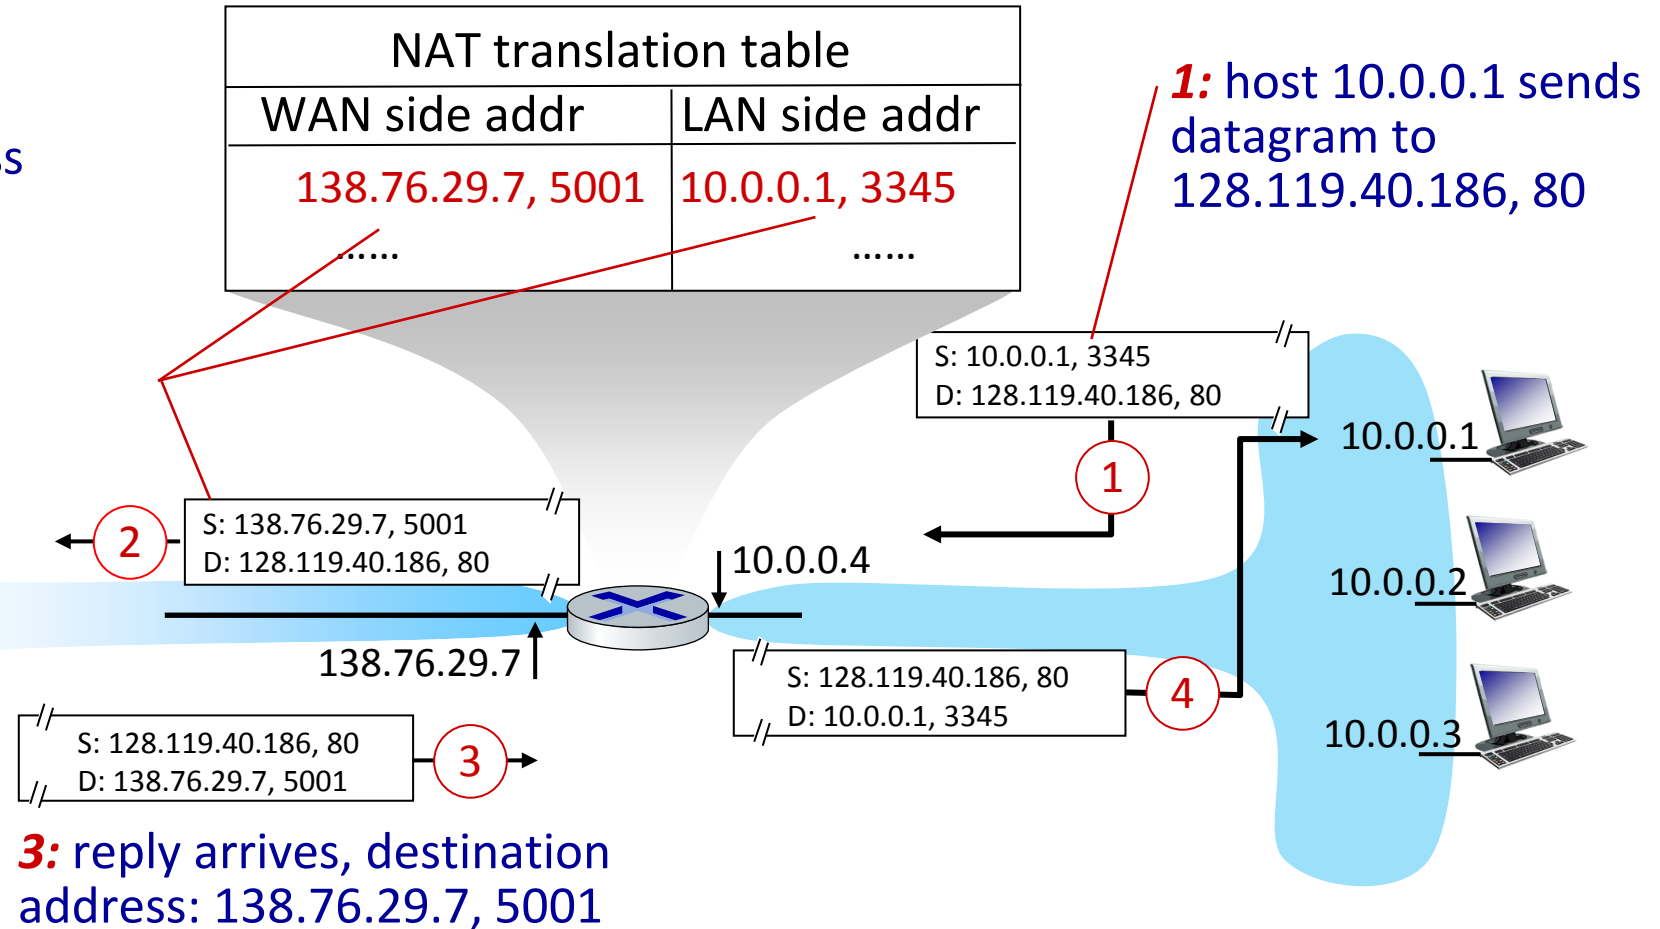 NAT translation table
WAN side addr
LAN side addr
138.76.29.7, 5001
10.0.0.1, 3345
......
......
1: host 10.0.0.1 sends
datagram to
128.119.40.186, 80
S: 10.0.0.1, 3345
D: 128.119.40.186, 80
1
10.0.0.1
S: 138.76.29.7, 5001
D: 128.119.40.186, 80
2
10.0.0.4
10.0.0.2
138.76.29.7
S: 128.119.40.186, 80
D: 10.0.0.1, 3345
4
10.0.0.3
S: 128.119.40.186, 80
D: 138.76.29.7, 5001
3
3: reply arrives, destination
address: 138.76.29.7, 5001